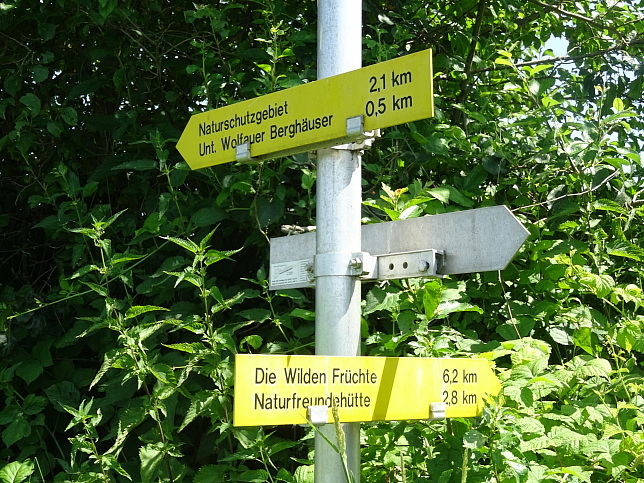 Naturschutzgebiet 2,1 km
Unt. Wolfauer Berghäuser 0,5 km
Die Wilden Früchte 6,2 km
Naturfreundehütte 2,8 km